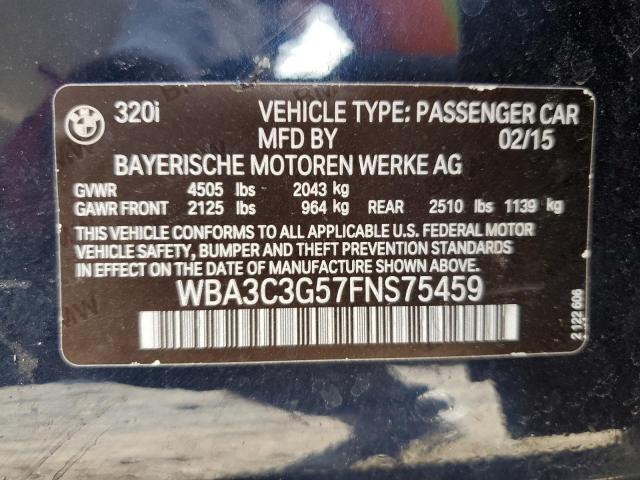 BMW 320i VEHICLE TYPE: PASSENGER CAR
MFD BY 02/15
BAYERISCHE MOTOREN WERKE AG
GVWR 4505 lbs 2043 kg
GAWR FRONT 2125 lbs 964 kg REAR 2510 lbs 1139 kg
THIS VEHICLE CONFORMS TO ALL APPLICABLE U.S. FEDERAL MOTOR
VEHICLE SAFETY, BUMPER AND THEFT PREVENTION STANDARDS
IN EFFECT ON THE DATE OF MANUFACTURE SHOWN ABOVE.
WBA3C3G57FNS75459
2 122 606